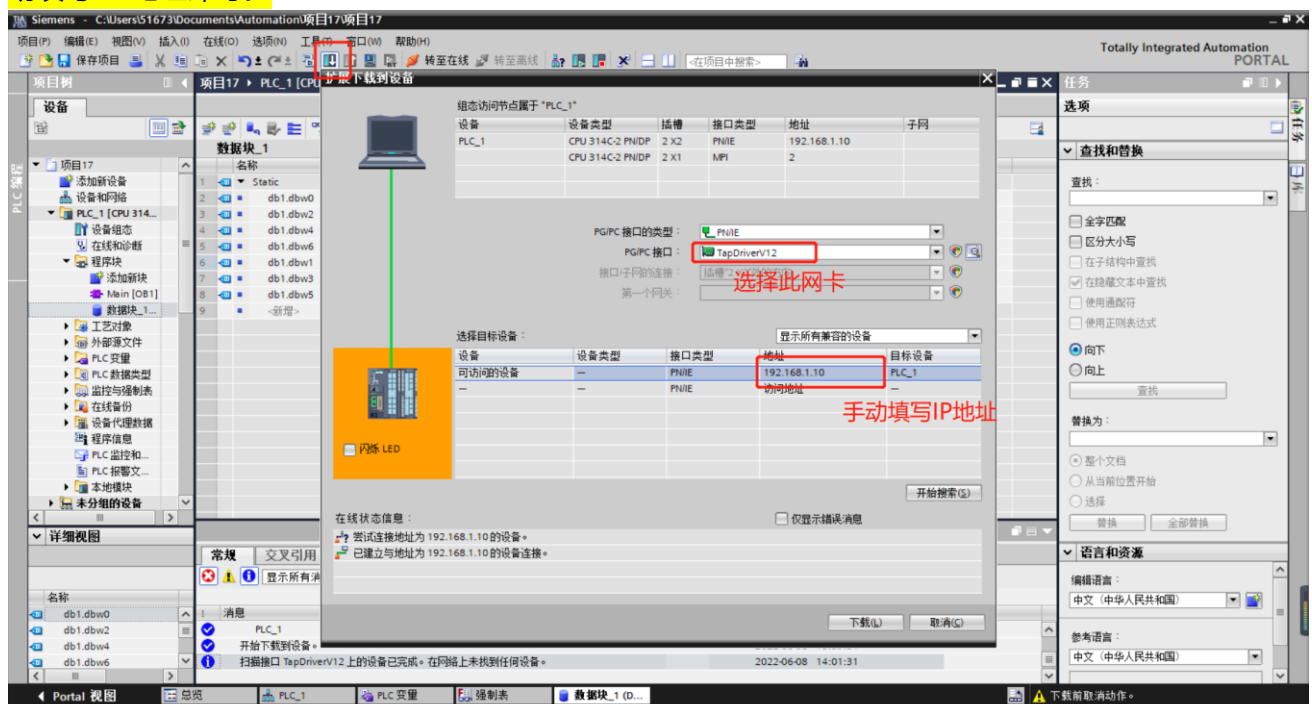 Siemens - C:\Users\51673\Documents\Automation\项目17\项目17
项目(P) 编辑(E) 视图(V) 插入(I) 在线(O) 选项(N) 工具(T) 窗口(W) 帮助(H)
Totally Integrated Automation
PORTAL
保存项目 转至在线 转至离线 <在项目中搜索>
项目树
项目17 ▸ PLC_1 [CPU
扩展下载到设备
任务
设备
选项
组态访问节点属于 "PLC_1"
设备 设备类型 插槽 接口类型 地址 子网
PLC_1 CPU 314C-2 PN/DP 2 X2 PN/IE 192.168.1.10
CPU 314C-2 PN/DP 2 X1 MPI 2
数据块_1
名称
1 Static
2 db1.dbw0
3 db1.dbw2
4 db1.dbw4
5 db1.dbw6
6 db1.dbw1
7 db1.dbw3
8 db1.dbw5
9 <新增>
PLC 编程
项目17
添加新设备
设备和网络
PLC_1 [CPU 314...
设备组态
在线和诊断
程序块
添加新块
Main [OB1]
数据块_1...
工艺对象
外部源文件
PLC 变量
PLC 数据类型
监控与强制表
在线备份
设备代理数据
程序信息
PLC 监控和...
PLC 报警文...
本地模块
未分组的设备
PG/PC 接口的类型： PN/IE
PG/PC 接口： TapDriverV12
接口/子网的连接：
选择此网卡
第一个网关：
选择目标设备： 显示所有兼容的设备
设备 设备类型 接口类型 地址 目标设备
可访问的设备 — PN/IE 192.168.1.10 PLC_1
— — PN/IE 访问地址 —
手动填写IP地址
闪烁 LED
开始搜索(S)
在线状态信息： 仅显示错误消息
尝试连接地址为 192.168.1.10 的设备。
已建立与地址为 192.168.1.10 的设备连接。
下载(L) 取消(C)
查找和替换
查找：
全字匹配
区分大小写
在子结构中查找
在隐藏文本中查找
使用通配符
使用正则表达式
向下
向上
查找
替换为：
整个文档
从当前位置开始
选择
替换 全部替换
语言和资源
编辑语言：
中文（中华人民共和国）
参考语言：
中文（中华人民共和国）
任务
详细视图
名称
db1.dbw0
db1.dbw2
db1.dbw4
db1.dbw6
常规 交叉引用
显示所有消
! 消息
PLC_1
开始下载到设备。
扫描接口 TapDriverV12 上的设备已完成。在网络上未找到任何设备。 2022-06-08 14:01:31
Portal 视图 总览 PLC_1 PLC 变量 强制表 数据块_1 (D... 下载前取消动作。